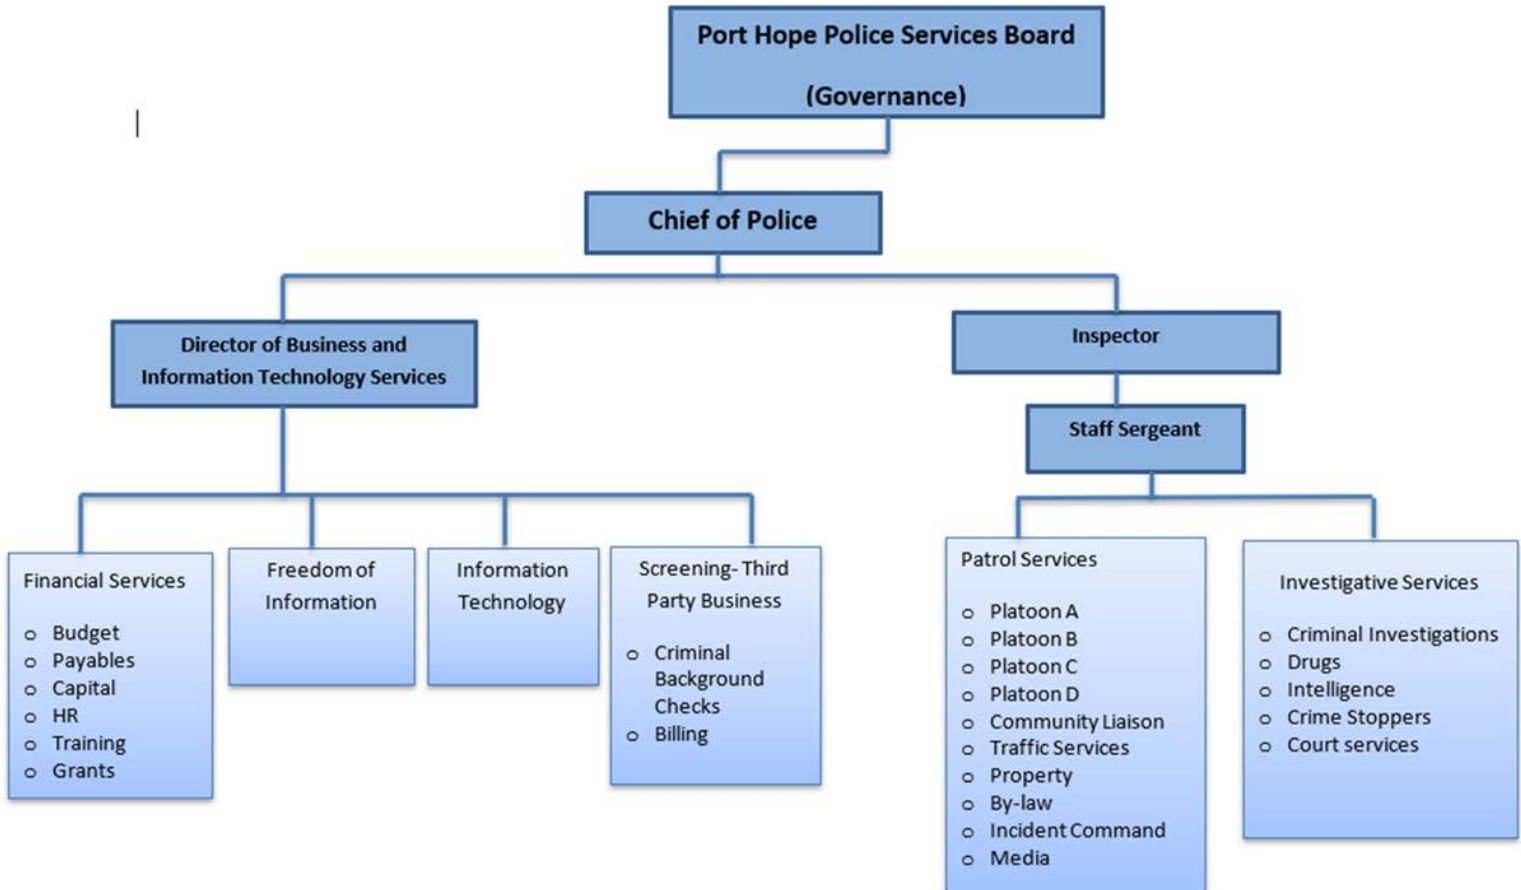 Port Hope Police Services Board
(Governance)
Chief of Police
Director of Business and
Information Technology Services
Inspector
Staff Sergeant
Financial Services
o Budget
o Payables
o Capital
o HR
o Training
o Grants
Freedom of
Information
Information
Technology
Screening- Third
Party Business
o Criminal
Background
Checks
o Billing
Patrol Services
o Platoon A
o Platoon B
o Platoon C
o Platoon D
o Community Liaison
o Traffic Services
o Property
o By-law
o Incident Command
o Media
Investigative Services
o Criminal Investigations
o Drugs
o Intelligence
o Crime Stoppers
o Court services